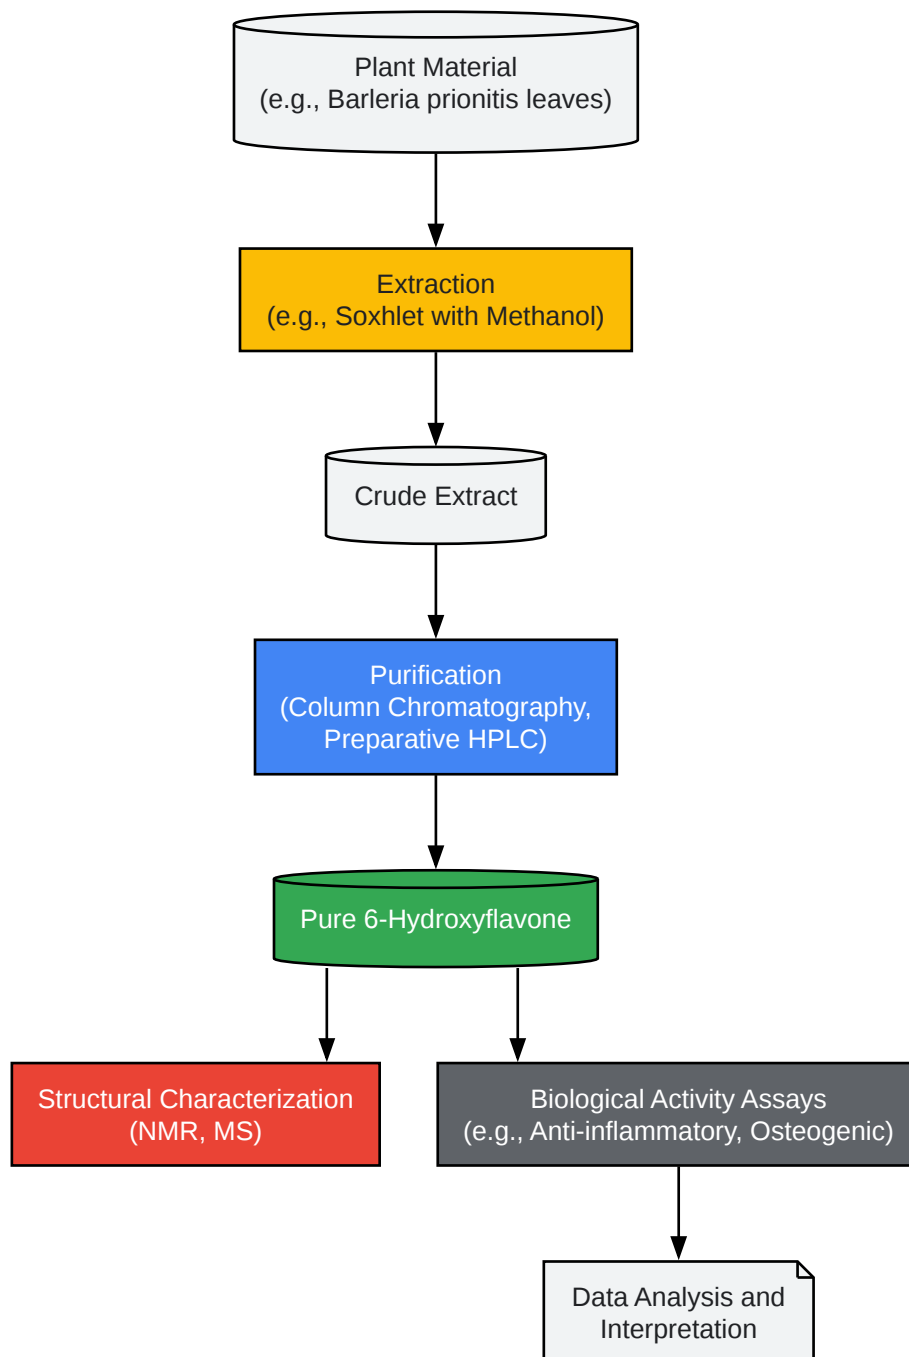 Plant Material
(e.g., Barleria prionitis leaves)
Extraction
(e.g., Soxhlet with Methanol)
Crude Extract
Purification
(Column Chromatography,
Preparative HPLC)
Pure 6-Hydroxyflavone
Structural Characterization
(NMR, MS)
Biological Activity Assays
(e.g., Anti-inflammatory, Osteogenic)
Data Analysis and
Interpretation